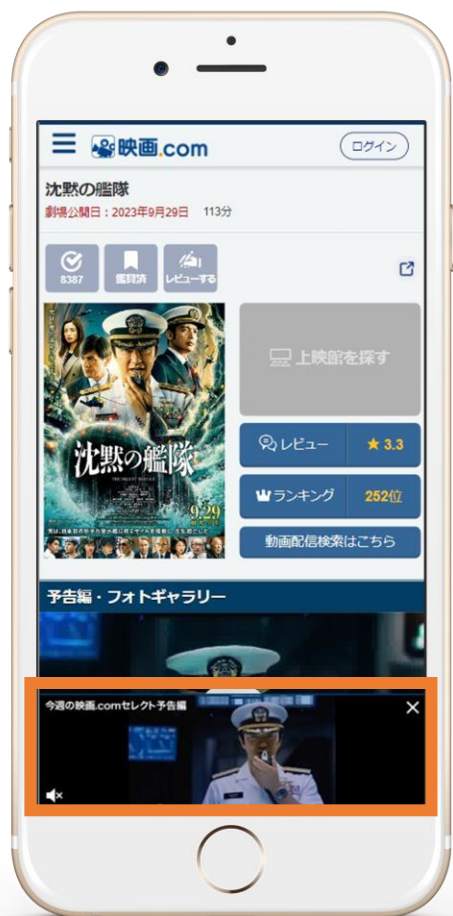 映画.com
ログイン
沈黙の艦隊
劇場公開日：2023年9月29日 113分
8387
鑑賞済
レビューする
上映館を探す
沈黙の艦隊
THE SILENT SERVICE
9.29
レビュー ★ 3.3
ランキング 252位
動画配信検索はこちら
予告編・フォトギャラリー
今週の映画.comセレクト予告編